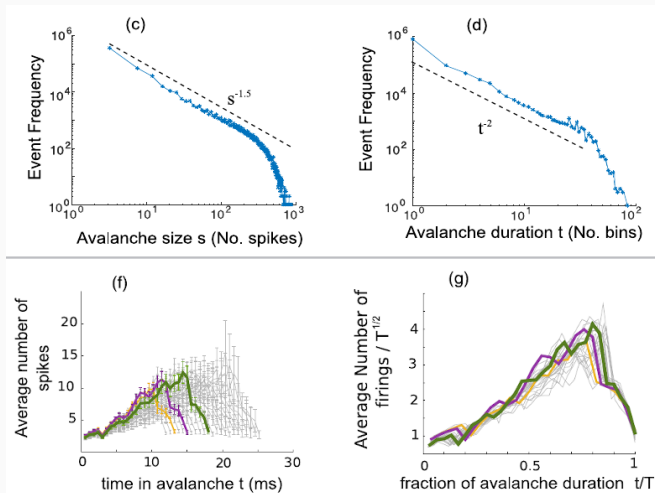 (c)
10^6
10^4
10^2
10^0
Event Frequency
s^-1.5
10^0
10^1
10^2
10^3
Avalanche size s (No. spikes)
(d)
10^6
10^4
10^2
10^0
Event Frequency
t^-2
10^0
10^1
10^2
Avalanche duration t (No. bins)
(f)
Average number of
spikes
20
15
10
5
0
10
20
30
time in avalanche t (ms)
(g)
Average Number of
firings / T^1/2
4
3
2
1
0
0.5
1
fraction of avalanche duration t/T